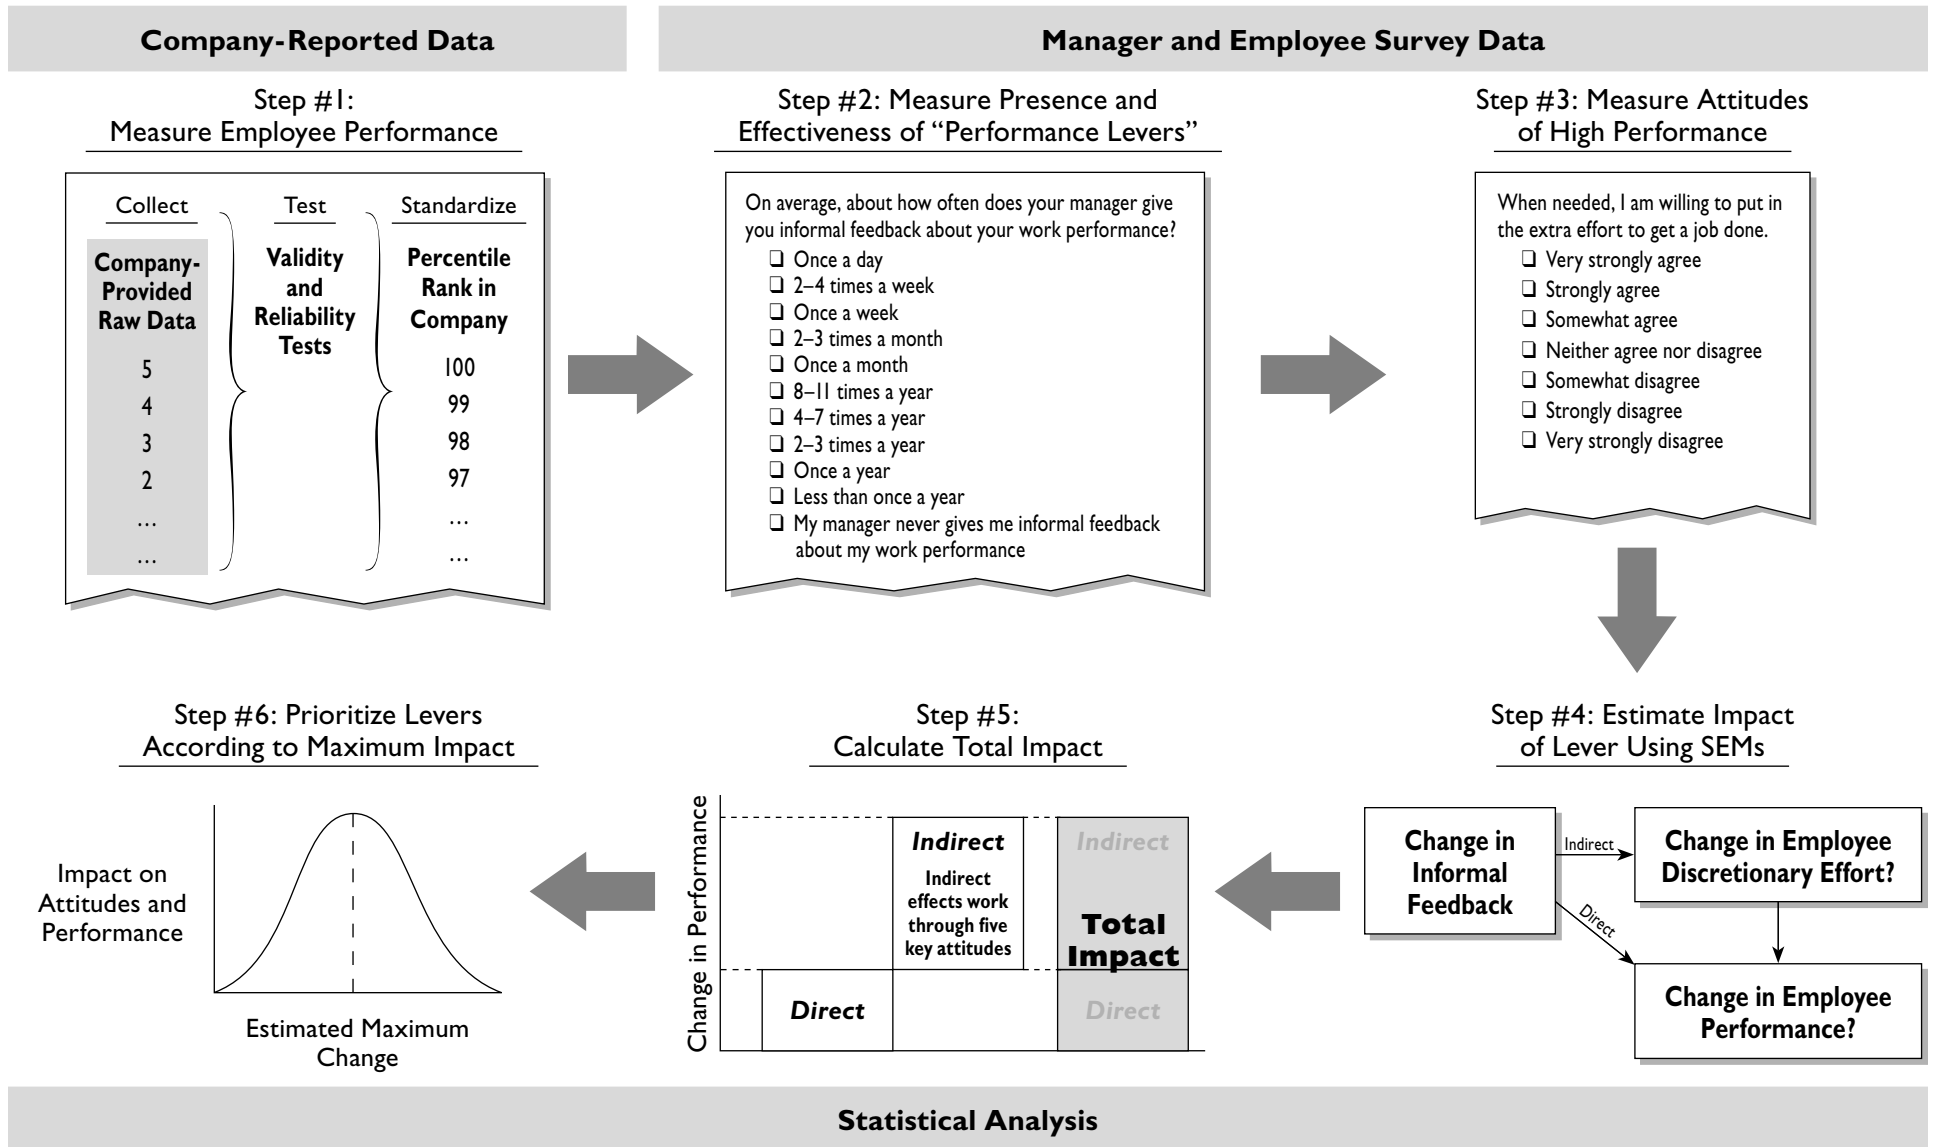 Company-Reported Data
Manager and Employee Survey Data
Step #1:
Measure Employee Performance
Collect
Company-
Provided
Raw Data
5
4
3
2
…
…
Test
Validity
and
Reliability
Tests
Standardize
Percentile
Rank in
Company
100
99
98
97
…
…
Step #2: Measure Presence and
Effectiveness of “Performance Levers”
On average, about how often does your manager give
you informal feedback about your work performance?
❑ Once a day
❑ 2–4 times a week
❑ Once a week
❑ 2–3 times a month
❑ Once a month
❑ 8–11 times a year
❑ 4–7 times a year
❑ 2–3 times a year
❑ Once a year
❑ Less than once a year
❑ My manager never gives me informal feedback
about my work performance
Step #3: Measure Attitudes
of High Performance
When needed, I am willing to put in
the extra effort to get a job done.
❑ Very strongly agree
❑ Strongly agree
❑ Somewhat agree
❑ Neither agree nor disagree
❑ Somewhat disagree
❑ Strongly disagree
❑ Very strongly disagree
Step #4: Estimate Impact
of Lever Using SEMs
Change in
Informal
Feedback
Indirect
Direct
Change in Employee
Discretionary Effort?
Change in Employee
Performance?
Step #5:
Calculate Total Impact
Change in Performance
Direct
Indirect
Indirect
effects work
through five
key attitudes
Indirect
Total
Impact
Direct
Step #6: Prioritize Levers
According to Maximum Impact
Impact on
Attitudes and
Performance
Estimated Maximum
Change
Statistical Analysis